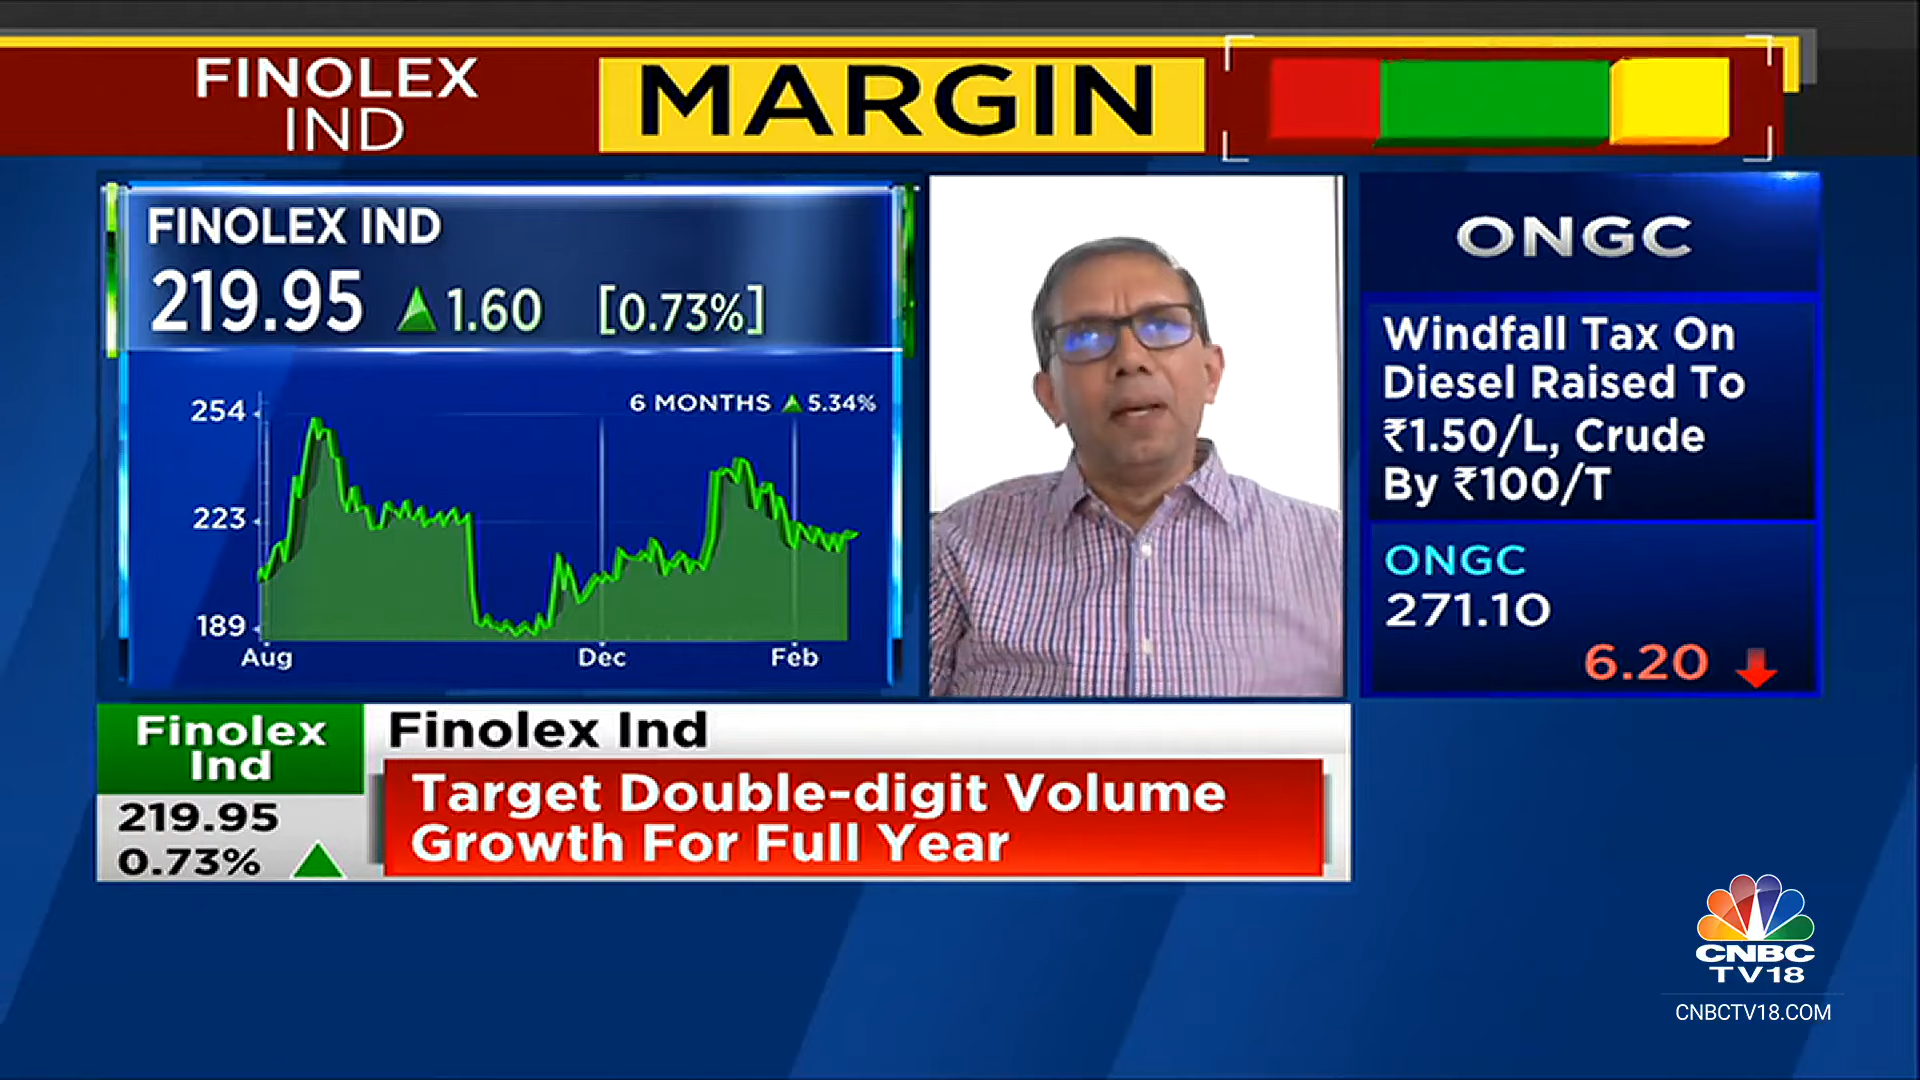 FINOLEX
IND
MARGIN
FINOLEX IND
219.95 ▲ 1.60 [0.73%]
6 MONTHS ▲ 5.34%
254
223
189
Aug Dec Feb
ONGC
Windfall Tax On
Diesel Raised To
₹1.50/L, Crude
By ₹100/T
ONGC
271.10
6.20
Finolex
Ind
219.95
0.73%
Finolex Ind
Target Double-digit Volume
Growth For Full Year
CNBC
TV18
CNBCTV18.COM